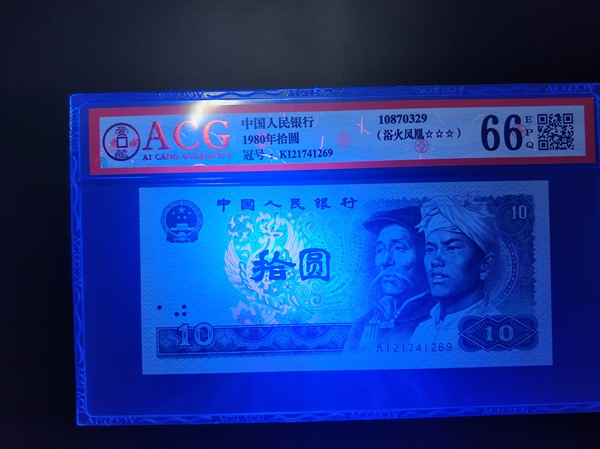 ACG
AI CANG
中国人民银行
1980年拾圆
冠号: KI21741269
10870329
(浴火凤凰☆☆☆)
66
EPQ
中国人民银行
10
拾圆
10
10
KI21741269